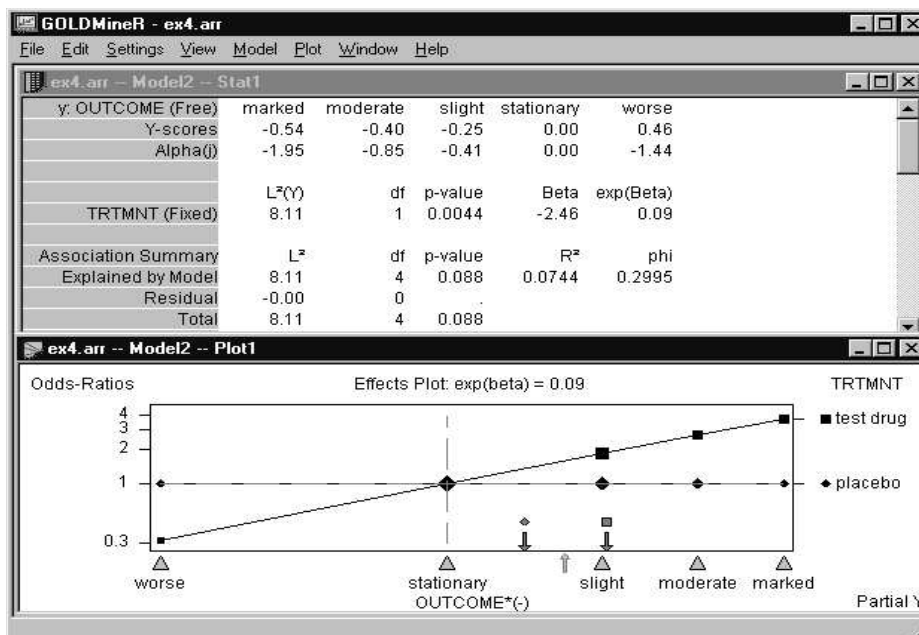 GOLDMineR - ex4.arr
File Edit Settings View Model Plot Window Help
ex4.arr -- Model2 -- Stat1
y: OUTCOME (Free) marked moderate slight stationary worse
Y-scores -0.54 -0.40 -0.25 0.00 0.46
Alpha(j) -1.95 -0.85 -0.41 0.00 -1.44
L²(Y) df p-value Beta exp(Beta)
TRTMNT (Fixed) 8.11 1 0.0044 -2.46 0.09
Association Summary L² df p-value R² phi
Explained by Model 8.11 4 0.088 0.0744 0.2995
Residual -0.00 0 .
Total 8.11 4 0.088
ex4.arr -- Model2 -- Plot1
Odds-Ratios Effects Plot: exp(beta) = 0.09 TRTMNT
4
3
2
1
0.3
test drug
placebo
worse stationary slight moderate marked
OUTCOME*(-)
Partial Y